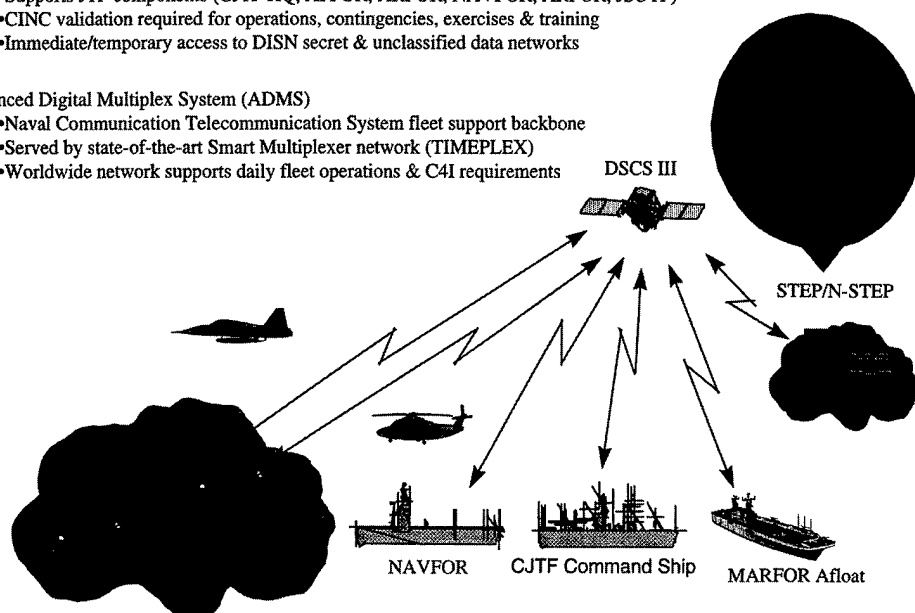 •CINC validation required for operations, contingencies, exercises & training
•Immediate/temporary access to DISN secret & unclassified data networks
nced Digital Multiplex System (ADMS)
•Naval Communication Telecommunication System fleet support backbone
•Served by state-of-the-art Smart Multiplexer network (TIMEPLEX)
•Worldwide network supports daily fleet operations & C4I requirements
DSCS III
STEP/N-STEP
NAVFOR
CJTF Command Ship
MARFOR Afloat